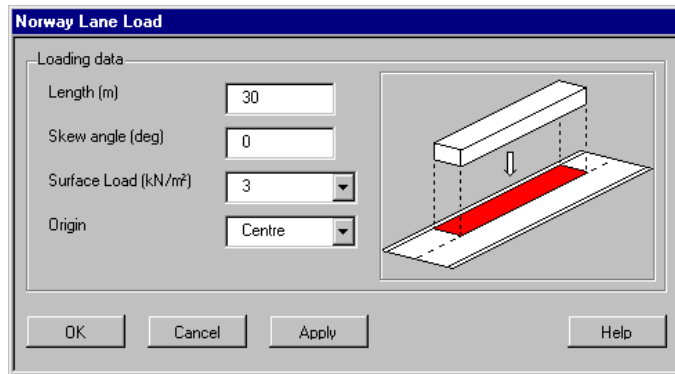 Norway Lane Load
Loading data
Length (m) 30
Skew angle (deg) 0
Surface Load (kN/m²) 3
Origin Centre
OK Cancel Apply Help